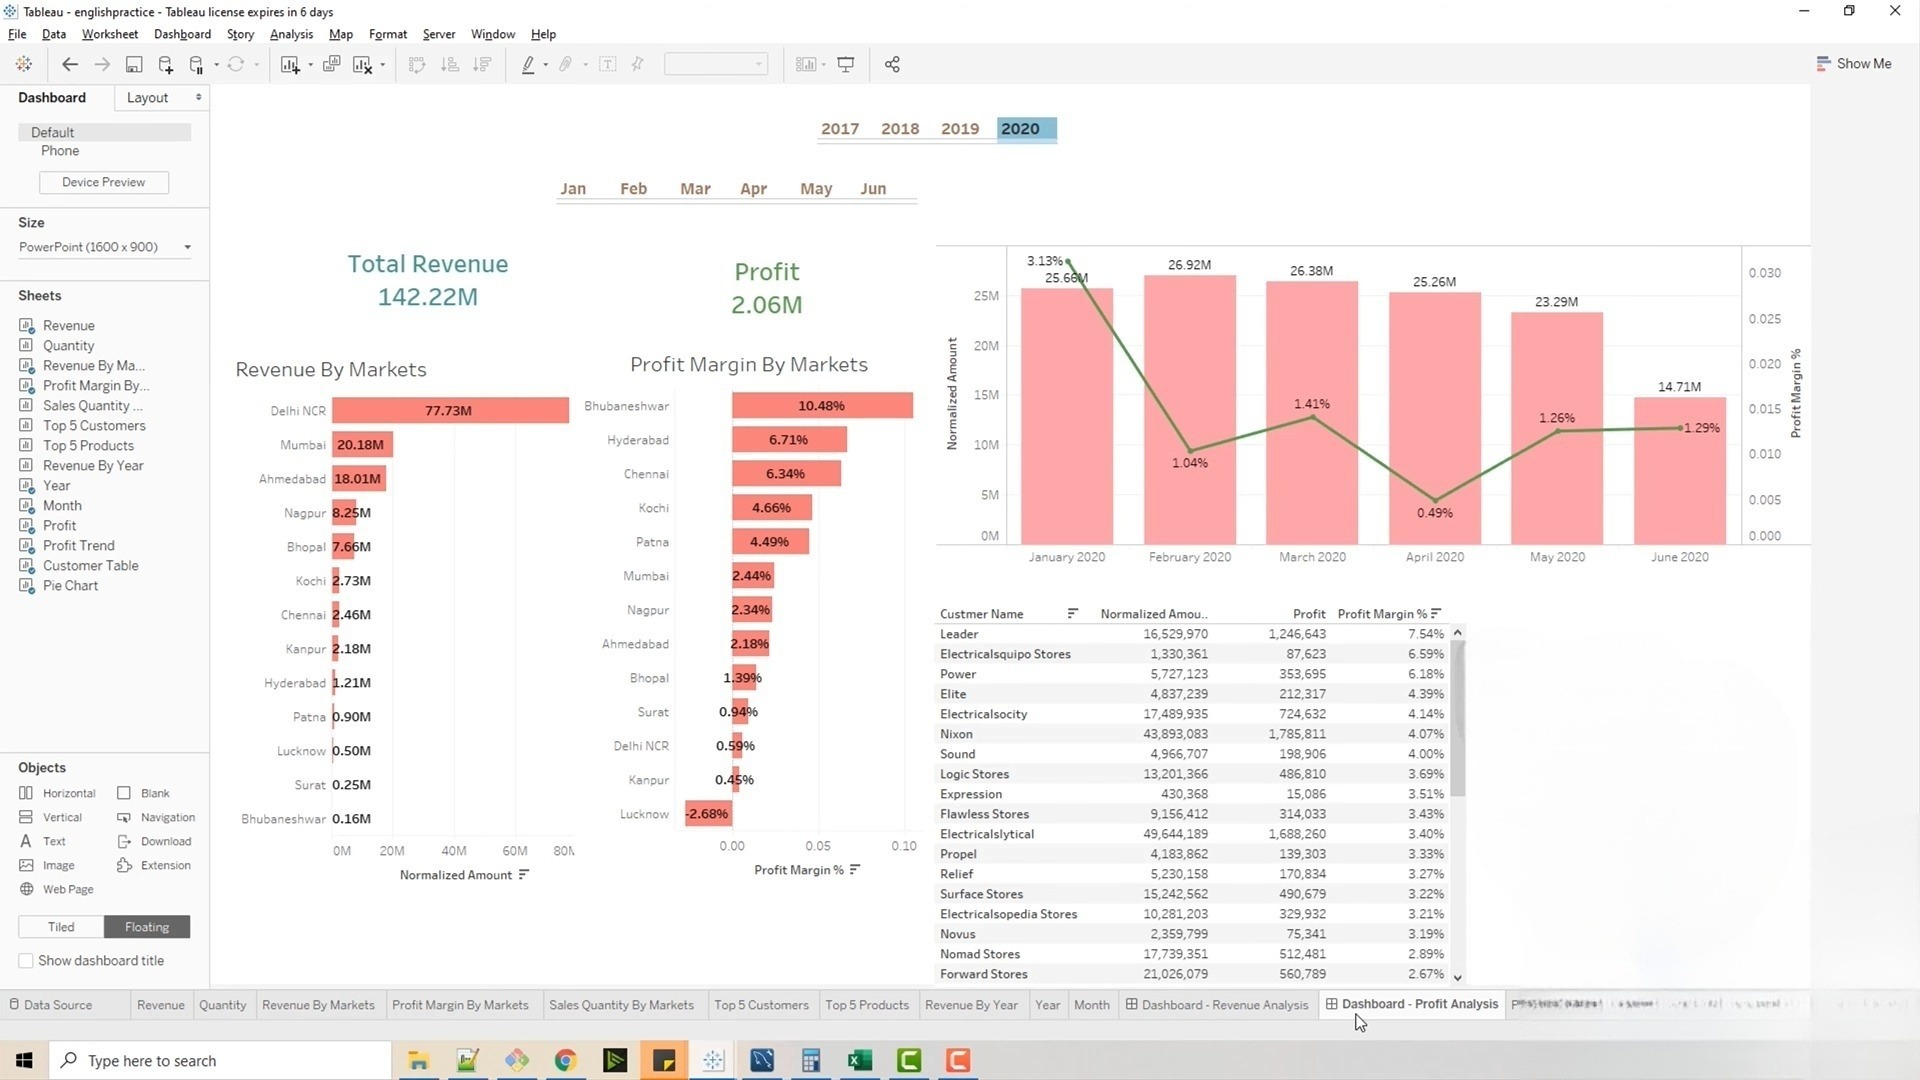 Tableau - englishpractice - Tableau license expires in 6 days
File Data Worksheet Dashboard Story Analysis Map Format Server Window Help
Show Me
Dashboard Layout
Default
Phone
Device Preview
Size
PowerPoint (1600 x 900)
Sheets
Revenue
Quantity
Revenue By Ma...
Profit Margin By...
Sales Quantity ...
Top 5 Customers
Top 5 Products
Revenue By Year
Year
Month
Profit
Profit Trend
Customer Table
Pie Chart
Objects
Horizontal Blank
Vertical Navigation
Text Download
Image Extension
Web Page
Tiled Floating
Show dashboard title
2017 2018 2019 2020
Jan Feb Mar Apr May Jun
Total Revenue
142.22M
Profit
2.06M
Revenue By Markets
Delhi NCR 77.73M
Mumbai 20.18M
Ahmedabad 18.01M
Nagpur 8.25M
Bhopal 7.66M
Kochi 2.73M
Chennai 2.46M
Kanpur 2.18M
Hyderabad 1.21M
Patna 0.90M
Lucknow 0.50M
Surat 0.25M
Bhubaneshwar 0.16M
0M 20M 40M 60M 80M
Normalized Amount
Profit Margin By Markets
Bhubaneshwar 10.48%
Hyderabad 6.71%
Chennai 6.34%
Kochi 4.66%
Patna 4.49%
Mumbai 2.44%
Nagpur 2.34%
Ahmedabad 2.18%
Bhopal 1.39%
Surat 0.94%
Delhi NCR 0.59%
Kanpur 0.45%
Lucknow -2.68%
0.00 0.05 0.10
Profit Margin %
Normalized Amount
25M
20M
15M
10M
5M
0M
3.13%
25.66M
26.92M
26.38M
25.26M
23.29M
14.71M
1.04%
1.41%
0.49%
1.26%
1.29%
0.030
0.025
0.020
0.015
0.010
0.005
0.000
Profit Margin %
January 2020 February 2020 March 2020 April 2020 May 2020 June 2020
Custmer Name Normalized Amou.. Profit Profit Margin %
Leader 16,529,970 1,246,643 7.54%
Electricalsquipo Stores 1,330,361 87,623 6.59%
Power 5,727,123 353,695 6.18%
Elite 4,837,239 212,317 4.39%
Electricalsocity 17,489,935 724,632 4.14%
Nixon 43,893,083 1,785,811 4.07%
Sound 4,966,707 198,906 4.00%
Logic Stores 13,201,366 486,810 3.69%
Expression 430,368 15,086 3.51%
Flawless Stores 9,156,412 314,033 3.43%
Electricalslytical 49,644,189 1,688,260 3.40%
Propel 4,183,862 139,303 3.33%
Relief 5,230,158 170,834 3.27%
Surface Stores 15,242,562 490,679 3.22%
Electricalsopedia Stores 10,281,203 329,932 3.21%
Novus 2,359,799 75,341 3.19%
Nomad Stores 17,739,351 512,481 2.89%
Forward Stores 21,026,079 560,789 2.67%
Data Source Revenue Quantity Revenue By Markets Profit Margin By Markets Sales Quantity By Markets Top 5 Customers Top 5 Products Revenue By Year Year Month Dashboard - Revenue Analysis Dashboard - Profit Analysis
Type here to search